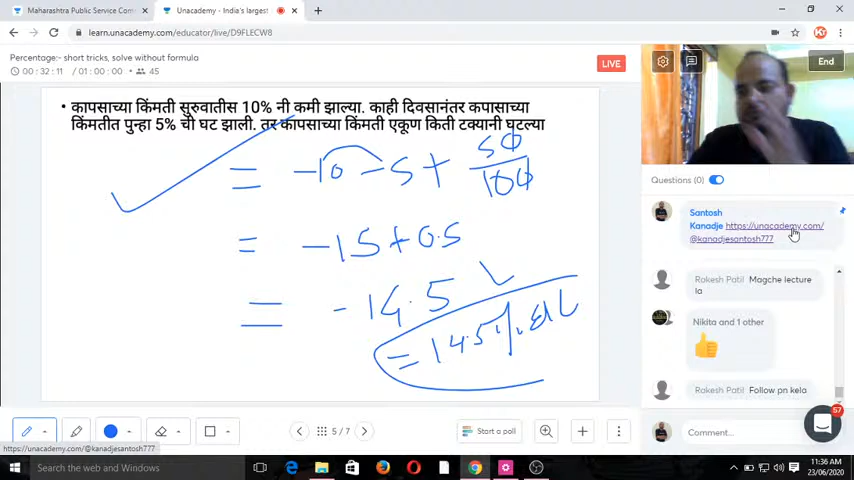 Maharashtra Public Service Com
Unacademy - India's largest
learn.unacademy.com/educator/live/D9FLECW8
Percentage:- short tricks, solve without formula
00 : 32 : 11 / 01 : 00 : 00 • 45
LIVE
End
• कापसाच्या किंमती सुरुवातीस 10% नी कमी झाल्या. काही दिवसानंतर कपासाच्या
किंमतीत पुन्हा 5% ची घट झाली. तर कापसाच्या किंमती एकूण किती टक्यानी घटल्या
= -10 -5 + 50/100
= -15+0.5
= -14.5
= 14.5%
Questions (0)
Santosh
Kanadje https://unacademy.com/
@kanadjesantosh777
Rakesh Patil Magche lecture
la
Nikita and 1 other
Rakesh Patil Follow pn kela
57
5 / 7
Start a poll
Comment...
https://unacademy.com/@kanadjesantosh777
Search the web and Windows
11:36 AM
23/06/2020